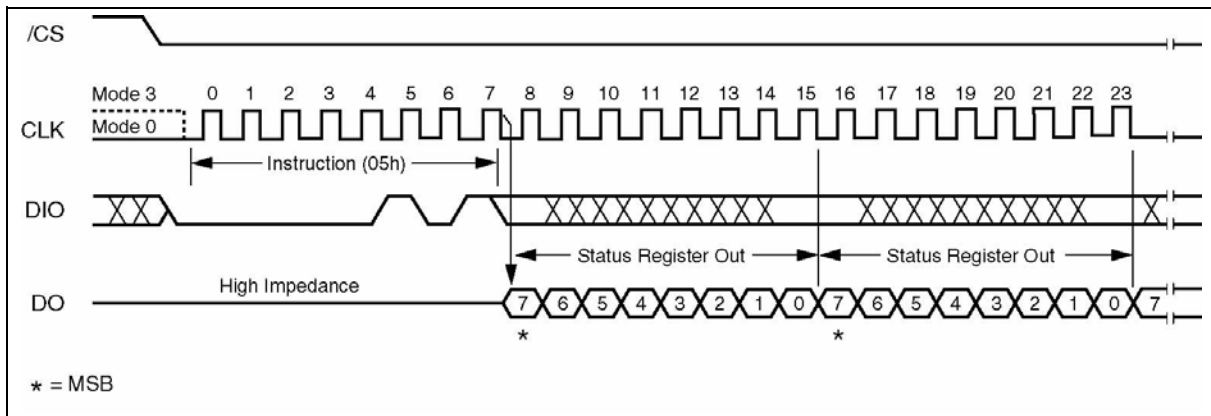 /CS
Mode 3 0 1 2 3 4 5 6 7 8 9 10 11 12 13 14 15 16 17 18 19 20 21 22 23
CLK Mode 0
Instruction (05h)
DIO
Status Register Out Status Register Out
High Impedance
DO 7 6 5 4 3 2 1 0 7 6 5 4 3 2 1 0 7
* *
* = MSB